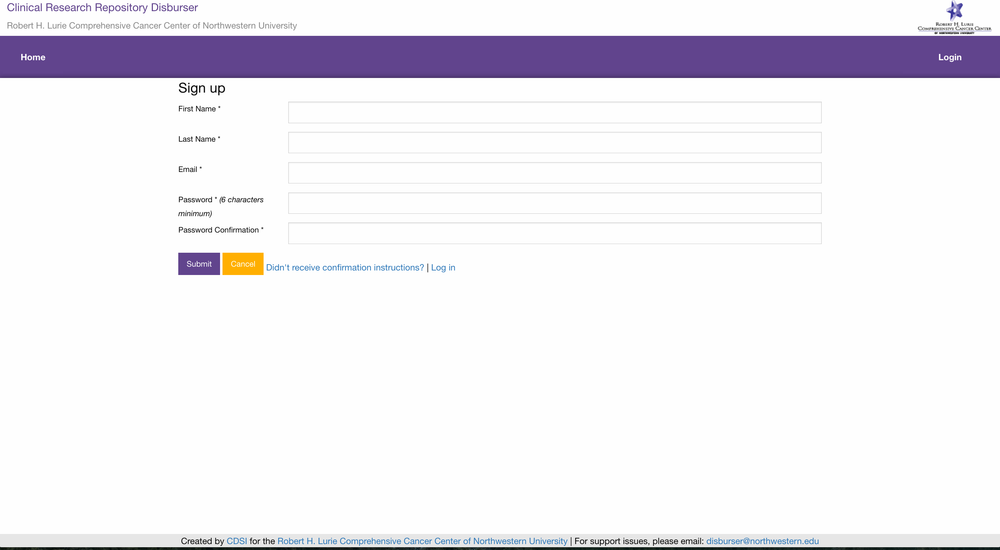 Clinical Research Repository Disburser
Robert H. Lurie Comprehensive Cancer Center of Northwestern University
ROBERT H. LURIE
COMPREHENSIVE CANCER CENTER
OF NORTHWESTERN UNIVERSITY
Home
Login
Sign up
First Name *
Last Name *
Email *
Password * (6 characters
minimum)
Password Confirmation *
Submit Cancel Didn't receive confirmation instructions? | Log in
Created by CDSI for the Robert H. Lurie Comprehensive Cancer Center of Northwestern University | For support issues, please email: disburser@northwestern.edu